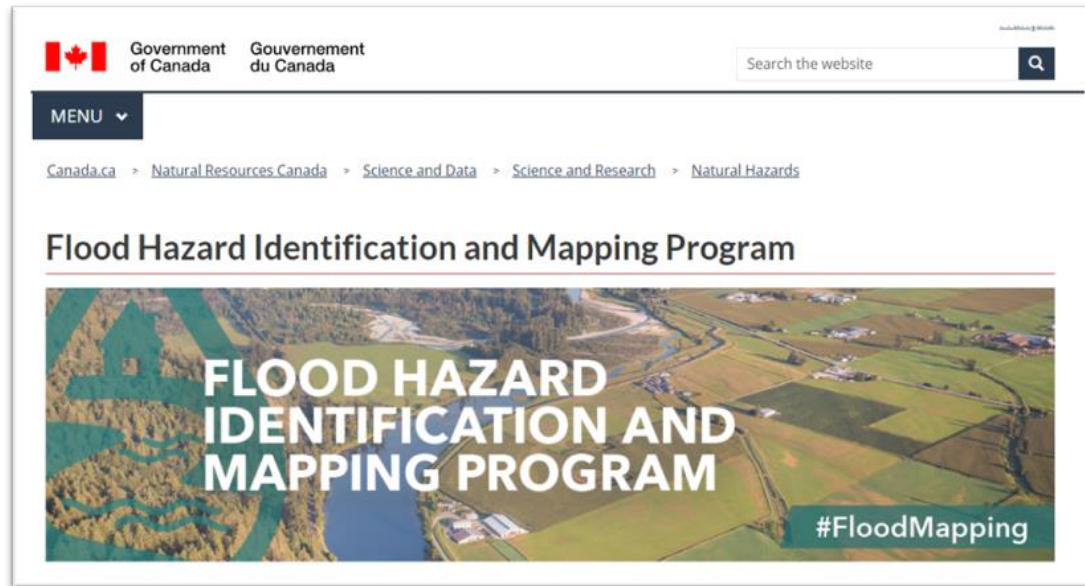 Government
of Canada
Gouvernement
du Canada
Search the website
MENU
Canada.ca > Natural Resources Canada > Science and Data > Science and Research > Natural Hazards
Flood Hazard Identification and Mapping Program
FLOOD HAZARD
IDENTIFICATION AND
MAPPING PROGRAM
#FloodMapping